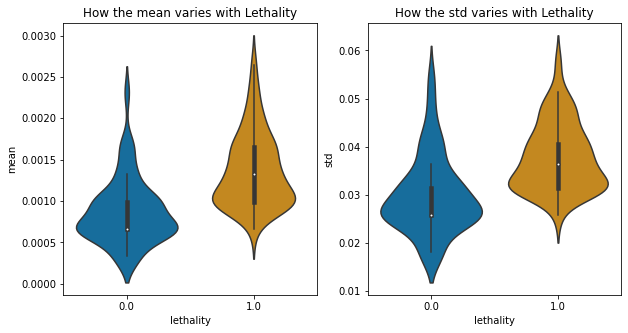 How the mean varies with Lethality
mean
0.0030
0.0025
0.0020
0.0015
0.0010
0.0005
0.0000
0.0
1.0
lethality
How the std varies with Lethality
std
0.06
0.05
0.04
0.03
0.02
0.01
0.0
1.0
lethality